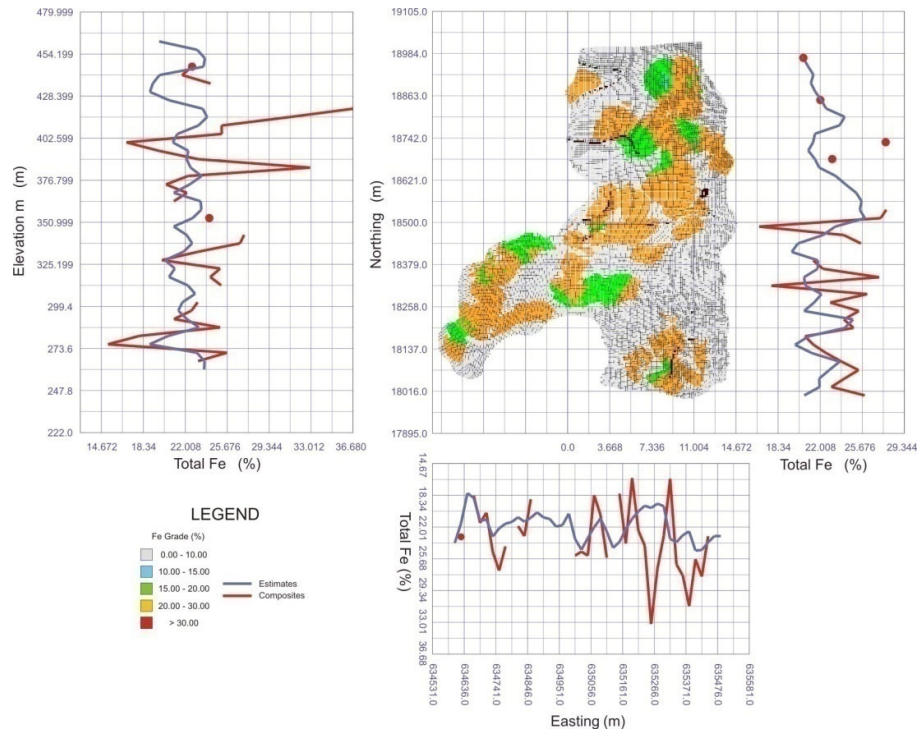 479.999
454.199
428.399
402.599
376.799
350.999
325.199
299.4
273.6
247.8
222.0
Elevation m (m)
14.672 18.34 22.008 25.676 29.344 33.012 36.680
Total Fe (%)
19105.0
18984.0
18863.0
18742.0
18621.0
18500.0
18379.0
18258.0
18137.0
18016.0
17895.0
Northing (m)
0.0 3.668 7.336 11.004 14.672 18.34 22.008 25.676 29.344
Total Fe (%)
LEGEND
Fe Grade (%)
0.00 - 10.00
10.00 - 15.00
15.00 - 20.00
20.00 - 30.00
> 30.00
Estimates
Composites
14.67
18.34
22.01
25.68
29.34
33.01
36.68
Total Fe (%)
634531.0
634636.0
634741.0
634846.0
634951.0
635056.0
635161.0
635266.0
635371.0
635476.0
635581.0
Easting (m)